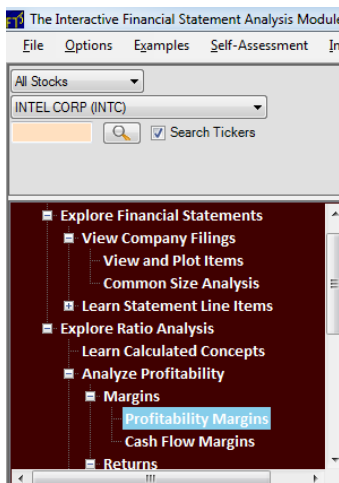 FTS The Interactive Financial Statement Analysis Module
File Options Examples Self-Assessment
All Stocks
INTEL CORP (INTC)
Search Tickers
Explore Financial Statements
View Company Filings
View and Plot Items
Common Size Analysis
Learn Statement Line Items
Explore Ratio Analysis
Learn Calculated Concepts
Analyze Profitability
Margins
Profitability Margins
Cash Flow Margins
Returns